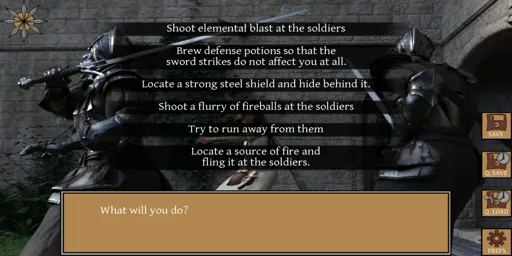 Shoot elemental blast at the soldiers
Brew defense potions so that the
sword strikes do not affect you at all.
Locate a strong steel shield and hide behind it.
Shoot a flurry of fireballs at the soldiers
Try to run away from them
Locate a source of fire and
fling it at the soldiers.
What will you do?
SAVE
Q. SAVE
Q. LOAD
PREFS